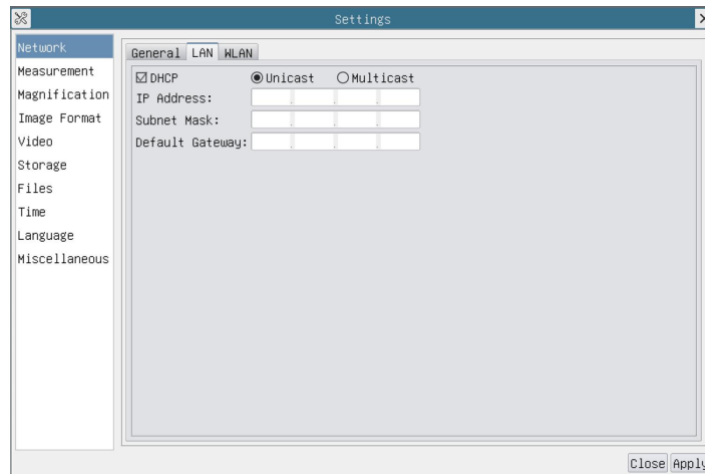 Settings
Network
Measurement
Magnification
Image Format
Video
Storage
Files
Time
Language
Miscellaneous
General LAN WLAN
DHCP Unicast Multicast
IP Address:
Subnet Mask:
Default Gateway:
Close Apply